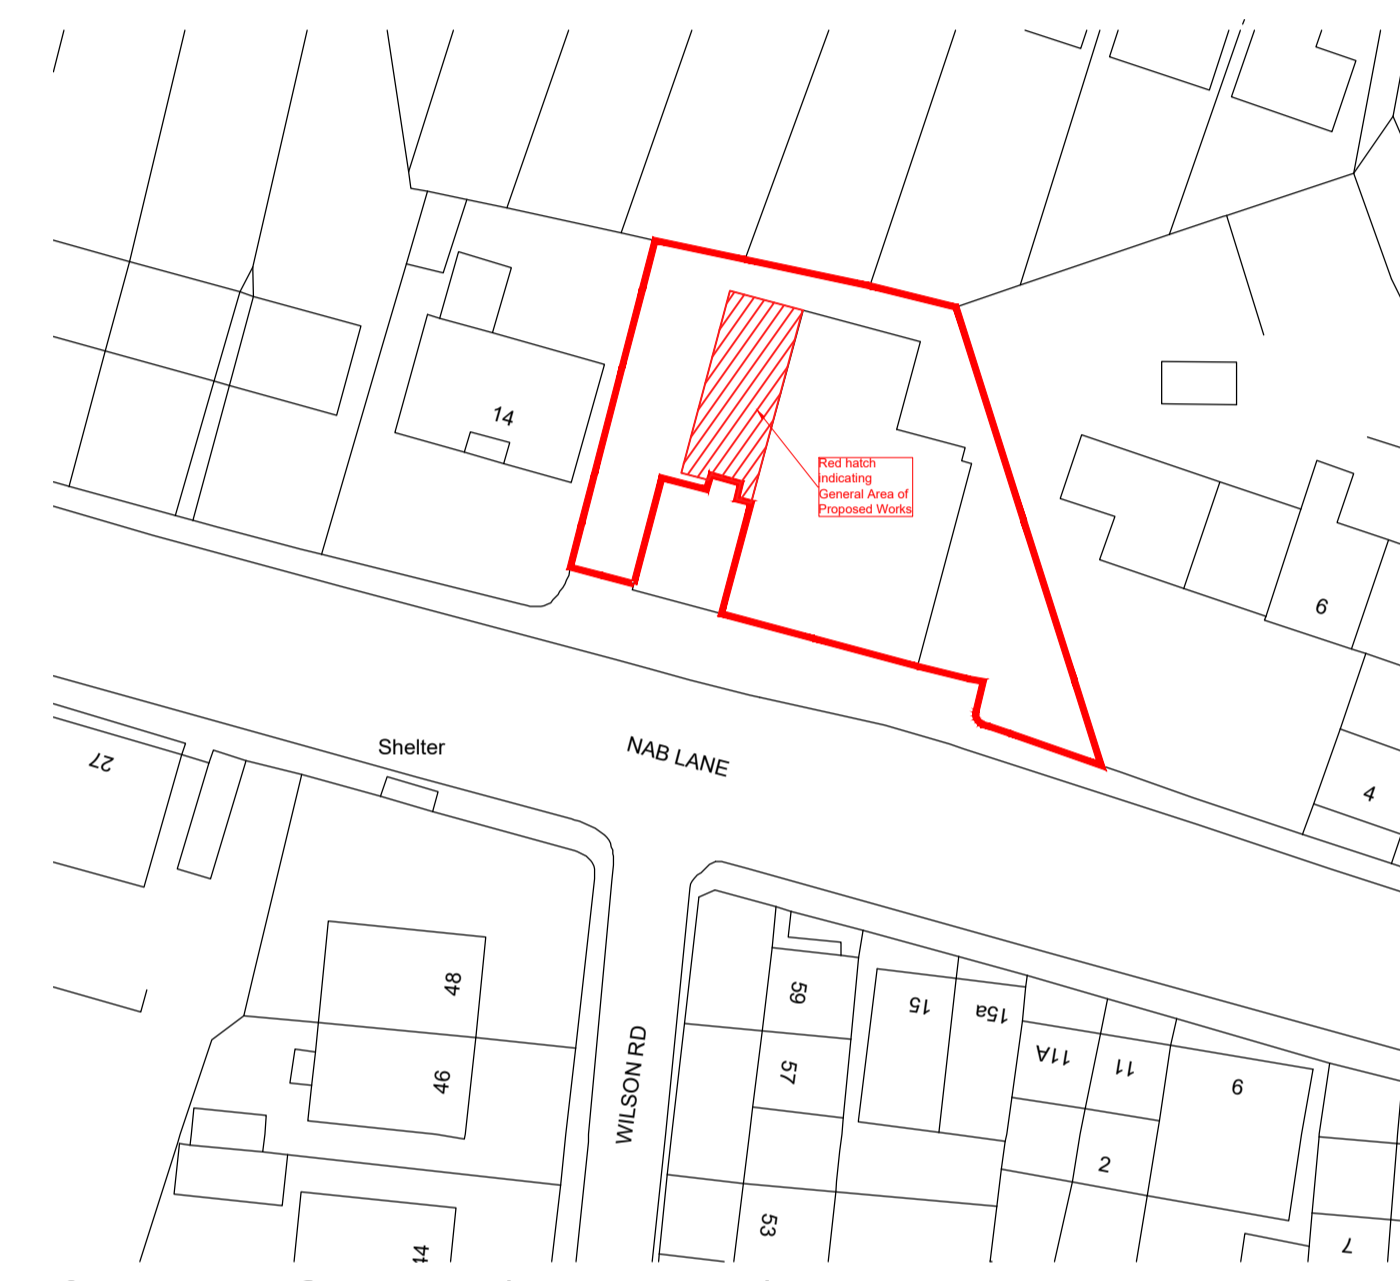 14
Red hatch
indicating
General Area of
Proposed Works
6
4
Shelter
NAB LANE
27
48
46
44
WILSON RD
59
57
53
15
15a
11A
11
9
2
7